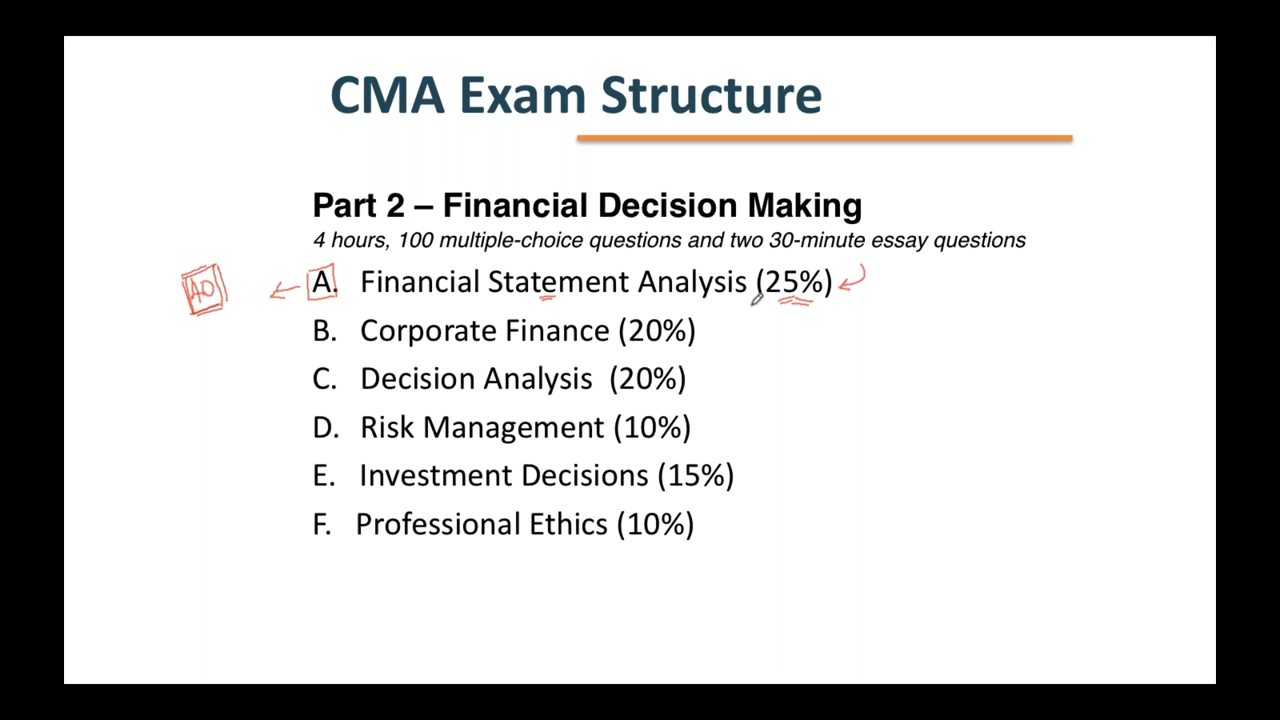 CMA Exam Structure
Part 2 – Financial Decision Making
4 hours, 100 multiple-choice questions and two 30-minute essay questions
A. Financial Statement Analysis (25%)
B. Corporate Finance (20%)
C. Decision Analysis (20%)
D. Risk Management (10%)
E. Investment Decisions (15%)
F. Professional Ethics (10%)